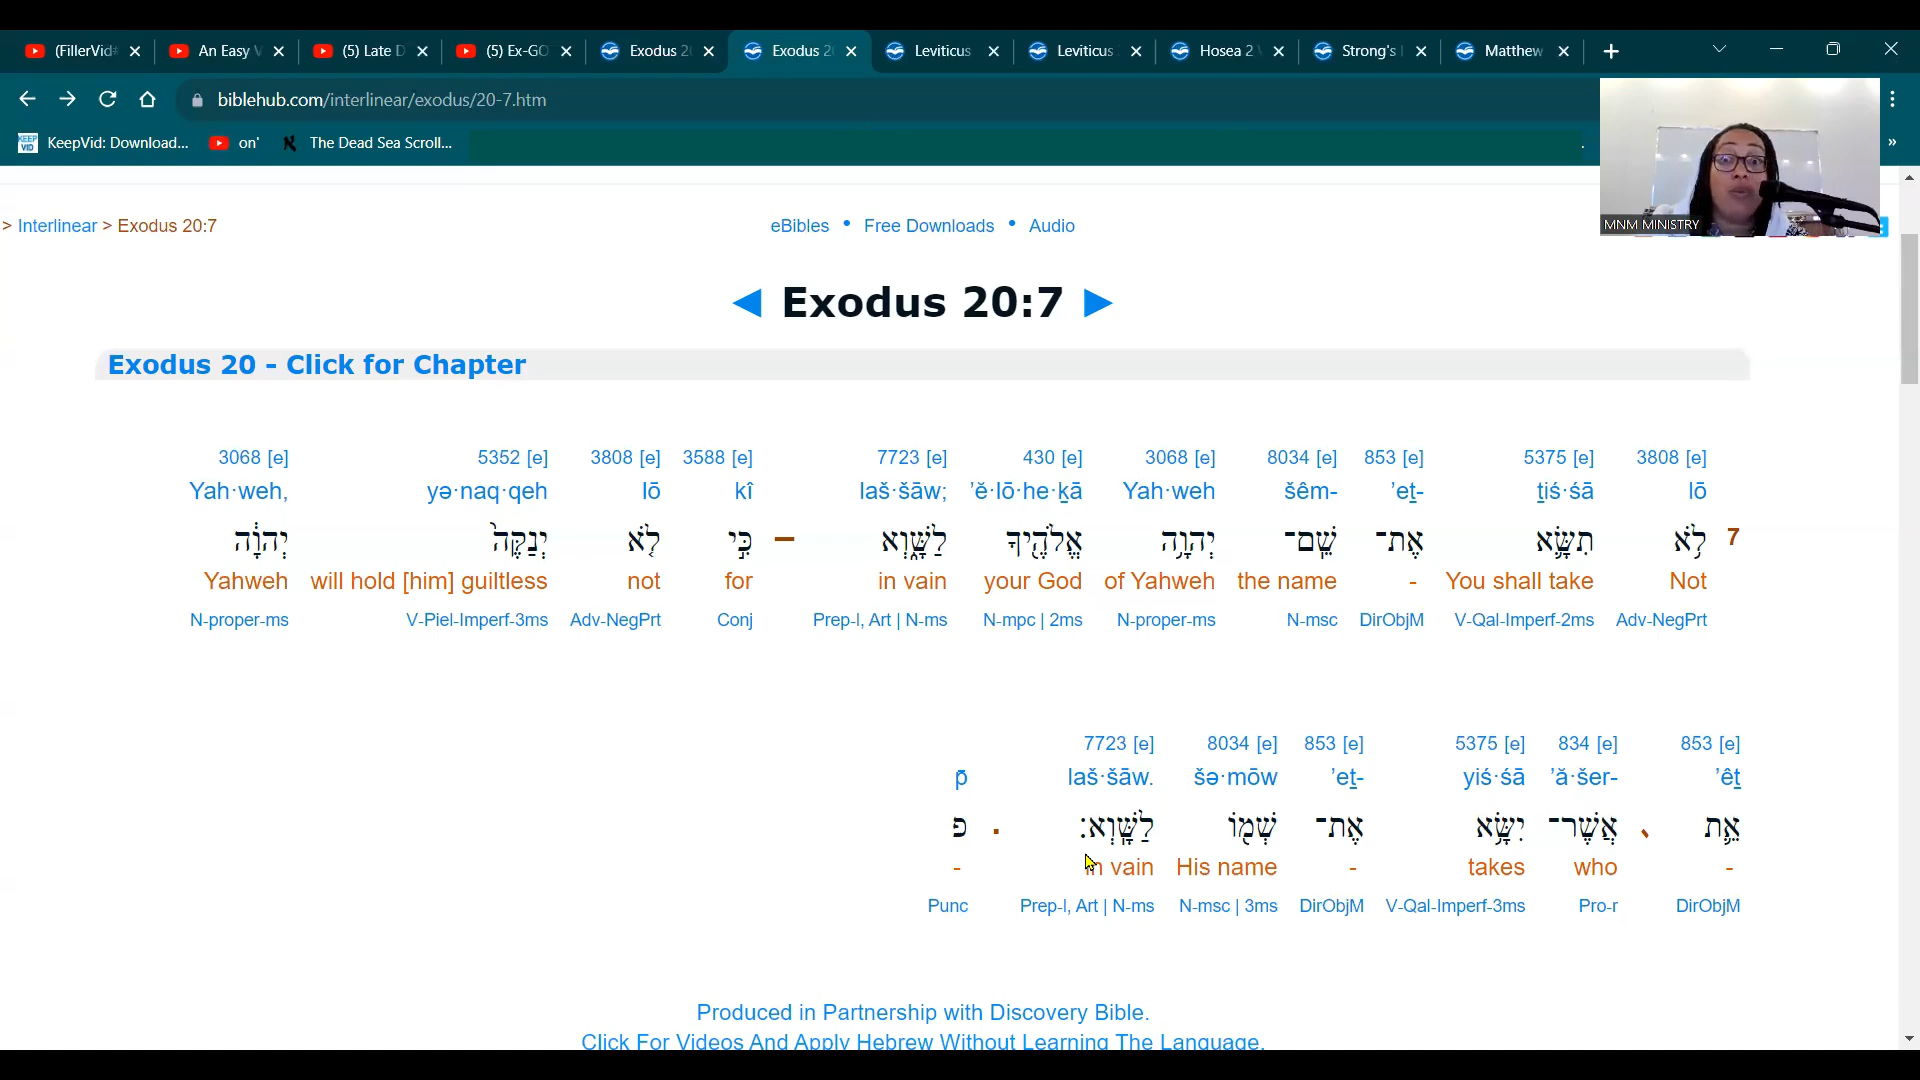 (FillerVid# An Easy V (5) Late D (5) Ex-GO Exodus 2 Exodus 2 Leviticus Leviticus Hosea 2 Strong's Matthew
biblehub.com/interlinear/exodus/20-7.htm
KeepVid: Download... on' The Dead Sea Scroll... »
MNM MINISTRY
> Interlinear > Exodus 20:7
eBibles • Free Downloads • Audio
◄ Exodus 20:7 ►
Exodus 20 - Click for Chapter
3068 [e] 5352 [e] 3808 [e] 3588 [e] 7723 [e] 430 [e] 3068 [e] 8034 [e] 853 [e] 5375 [e] 3808 [e]
Yah·weh, yə·naq·qeh lō kî laš·šāw; ’ĕ·lō·he·ḵā Yah·weh šêm- ’eṯ- ṯiś·śā lō
7 לֹ֥א תִשָּׂ֛א אֶת־ שֵֽׁם־ יְהוָ֥ה אֱלֹהֶ֖יךָ לַשָּׁ֑וְא – כִּ֣י לֹ֤א יְנַקֶּה֙ יְהוָ֔ה
Yahweh will hold [him] guiltless not for in vain your God of Yahweh the name - You shall take Not
N-proper-ms V-Piel-Imperf-3ms Adv-NegPrt Conj Prep-l, Art | N-ms N-mpc | 2ms N-proper-ms N-msc DirObjM V-Qal-Imperf-2ms Adv-NegPrt
7723 [e] 8034 [e] 853 [e] 5375 [e] 834 [e] 853 [e]
p̄ laš·šāw. šə·mōw ’eṯ- yiś·śā ’ă·šer- ’êṯ
אֵ֛ת 、 אֲשֶׁר־ יִשָּׂ֥א אֶת־ שְׁמ֖וֹ לַשָּֽׁוְא׃ . פ
- in vain His name - takes who -
Punc Prep-l, Art | N-ms N-msc | 3ms DirObjM V-Qal-Imperf-3ms Pro-r DirObjM
Produced in Partnership with Discovery Bible.
Click For Videos And Apply Hebrew Without Learning The Language.